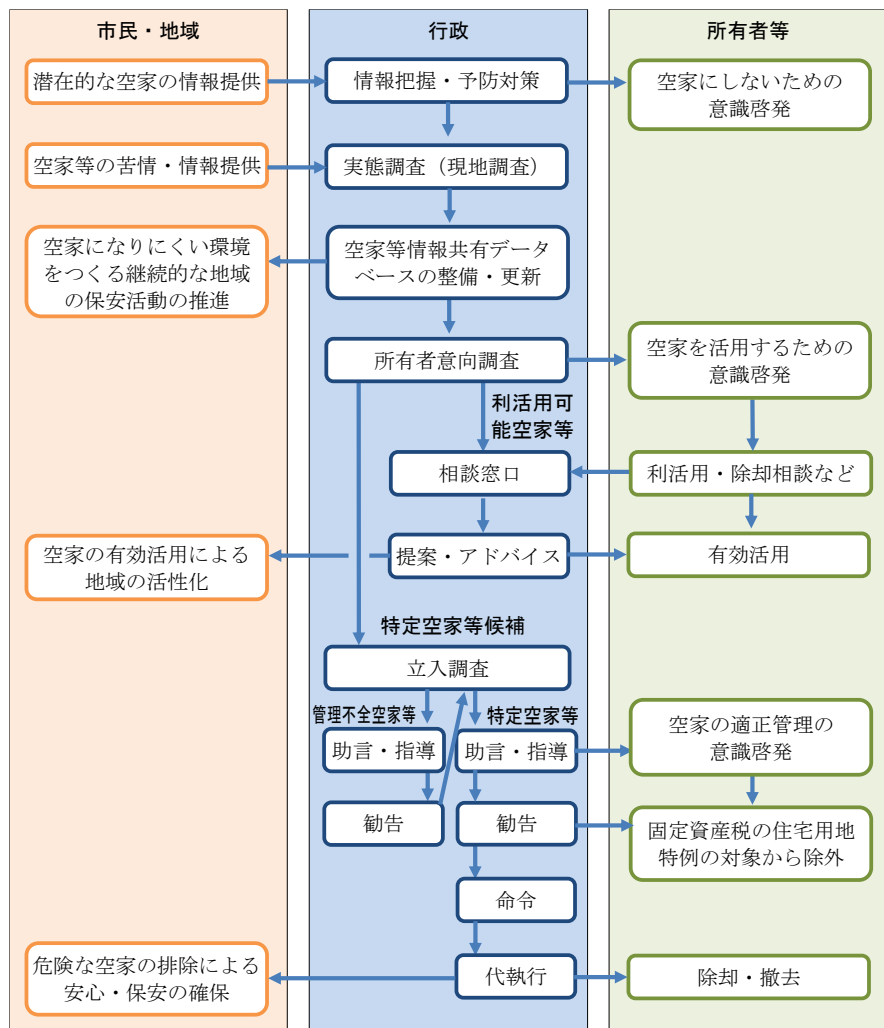 市民・地域
行政
所有者等
潜在的な空家の情報提供
情報把握・予防対策
空家にしないための
意識啓発
空家等の苦情・情報提供
実態調査（現地調査）
空家になりにくい環境
をつくる継続的な地域
の保安活動の推進
空家等情報共有データ
ベースの整備・更新
所有者意向調査
空家を活用するための
意識啓発
利活用可
能空家等
相談窓口
利活用・除却相談など
空家の有効活用による
地域の活性化
提案・アドバイス
有効活用
特定空家等候補
立入調査
管理不全空家等
特定空家等
助言・指導
助言・指導
空家の適正管理の
意識啓発
勧告
勧告
固定資産税の住宅用地
特例の対象から除外
命令
危険な空家の排除による
安心・保安の確保
代執行
除却・撤去